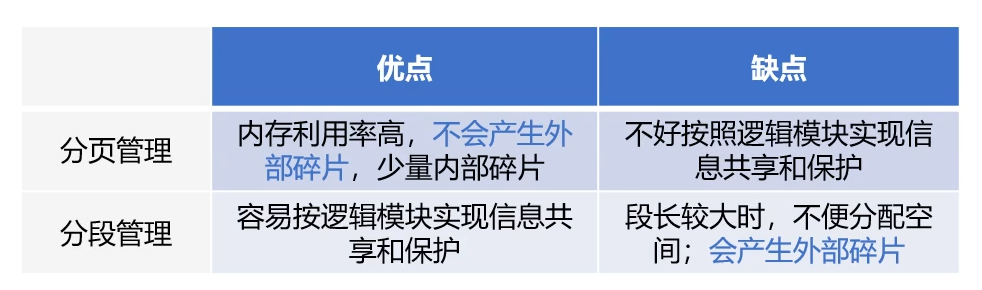 优点
缺点
分页管理
内存利用率高，不会产生外
部碎片，少量内部碎片
不好按照逻辑模块实现信
息共享和保护
分段管理
容易按逻辑模块实现信息共
享和保护
段长较大时，不便分配空
间；会产生外部碎片